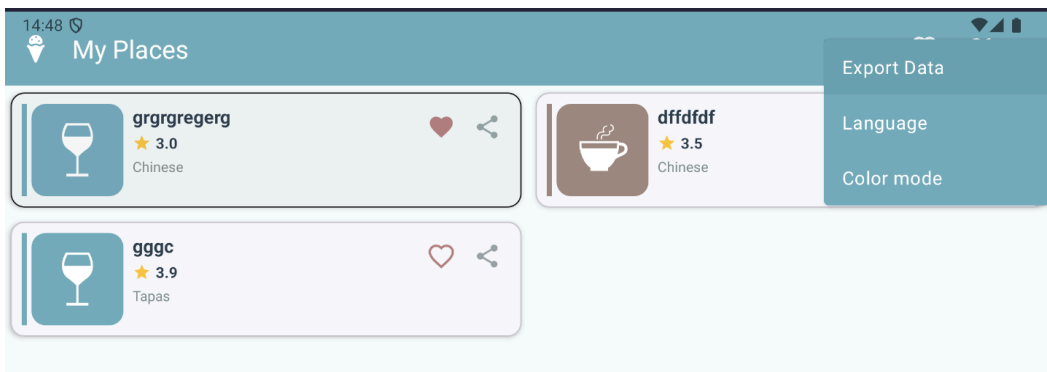 14:48
My Places
Export Data
Language
Color mode
grgrgregerg
3.0
Chinese
dffdfdf
3.5
Chinese
gggc
3.9
Tapas